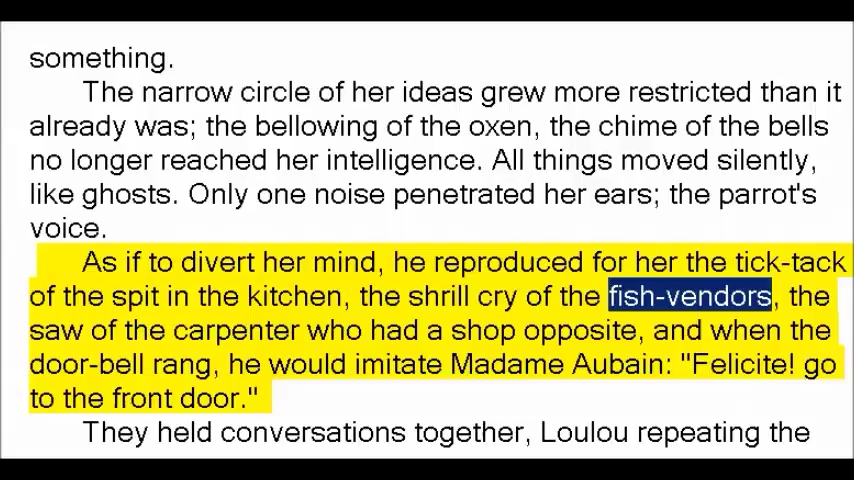 something.
The narrow circle of her ideas grew more restricted than it
already was; the bellowing of the oxen, the chime of the bells
no longer reached her intelligence. All things moved silently,
like ghosts. Only one noise penetrated her ears; the parrot's
voice.
As if to divert her mind, he reproduced for her the tick-tack
of the spit in the kitchen, the shrill cry of the fish-vendors, the
saw of the carpenter who had a shop opposite, and when the
door-bell rang, he would imitate Madame Aubain: "Felicite! go
to the front door."
They held conversations together, Loulou repeating the